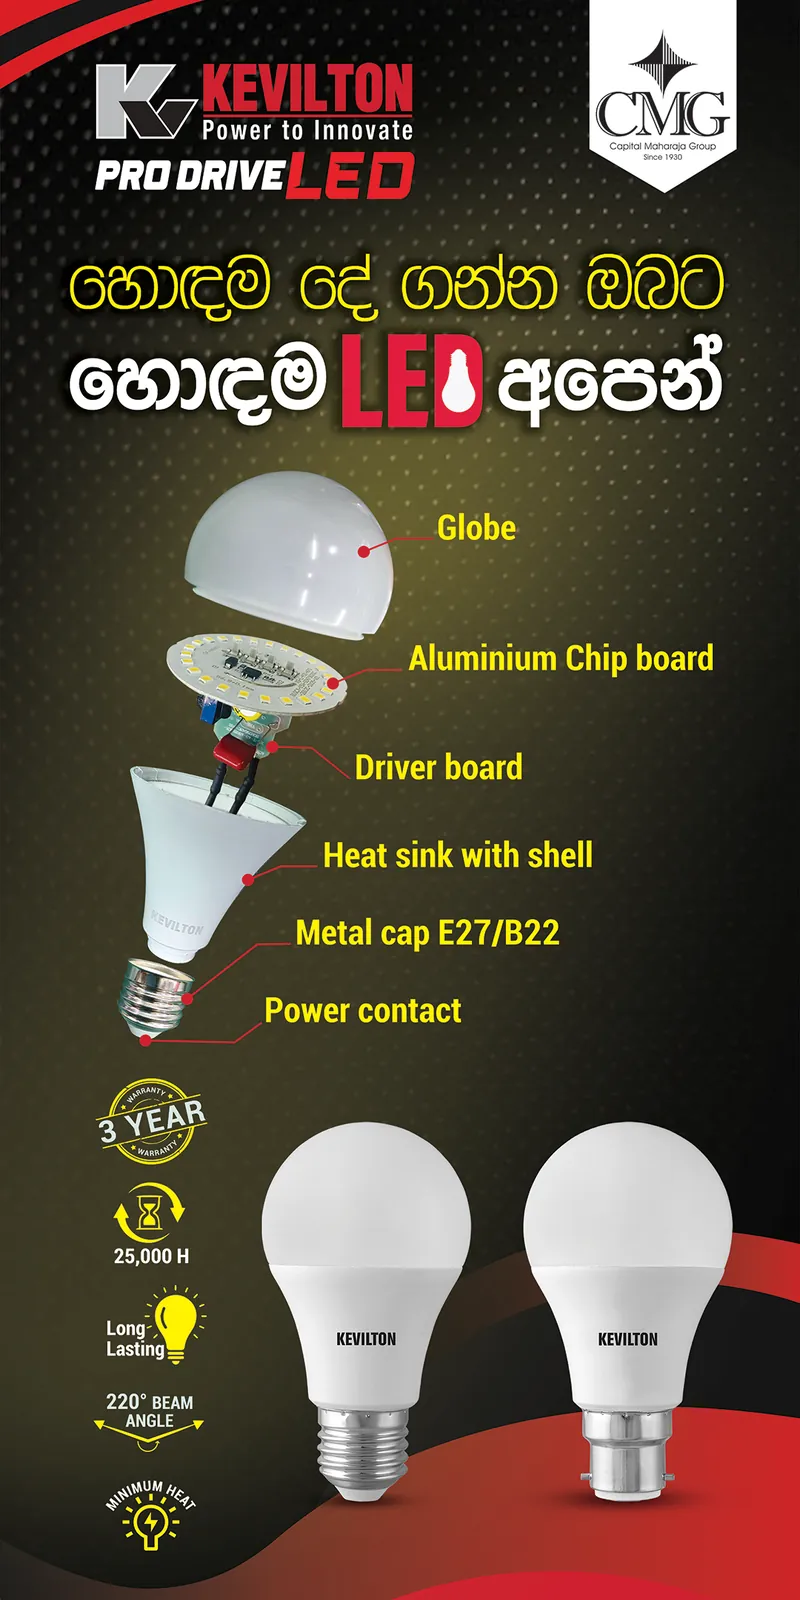 KEVILTON
Power to Innovate
PRO DRIVE LED
CMG
Capital Maharaja Group
Since 1930
හොඳම දේ ගන්න ඔබට
හොඳම LED අපෙන්
Globe
Aluminium Chip board
Driver board
Heat sink with shell
KEVILTON
Metal cap E27/B22
Power contact
WARRANTY
3 YEAR
WARRANTY
25,000 H
Long
Lasting
220° BEAM
ANGLE
MINIMUM HEAT
KEVILTON
KEVILTON